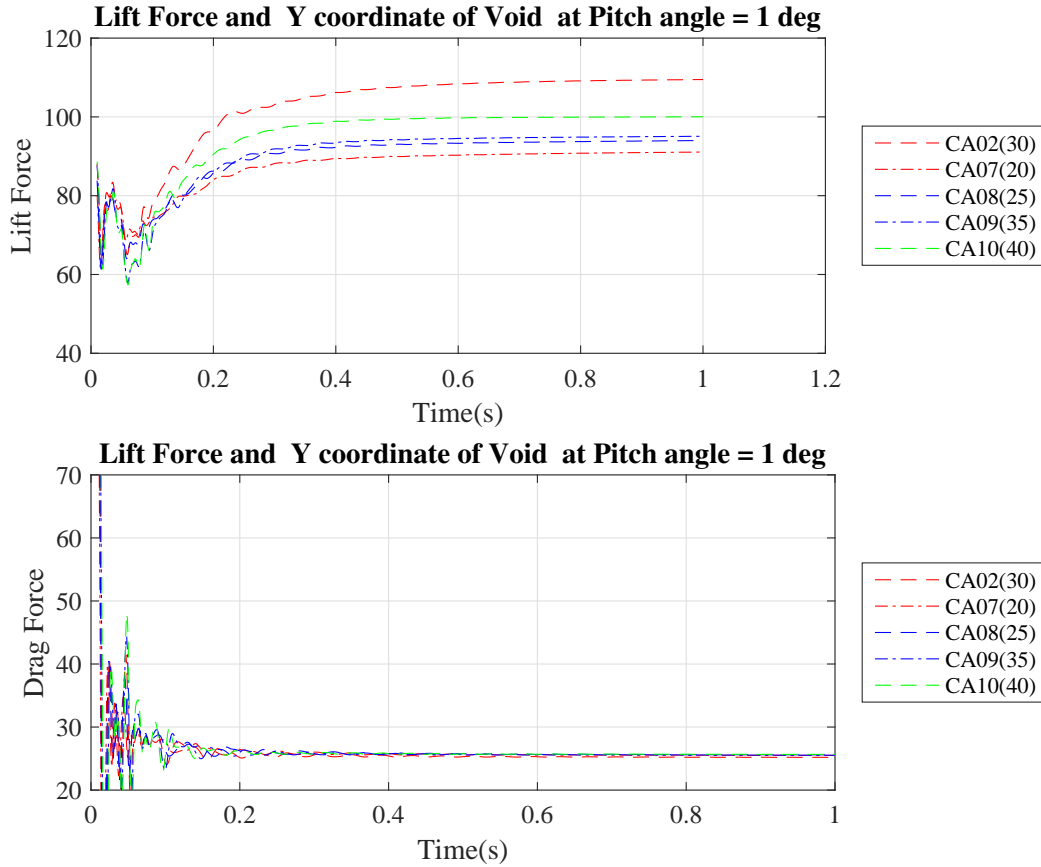 Lift Force and  Y coordinate of Void  at Pitch angle = 1 deg
120
100
80
60
40
Lift Force
0
0.2
0.4
0.6
0.8
1
1.2
Time(s)
CA02(30)
CA07(20)
CA08(25)
CA09(35)
CA10(40)
Lift Force and  Y coordinate of Void  at Pitch angle = 1 deg
70
60
50
40
30
20
Drag Force
0
0.2
0.4
0.6
0.8
1
Time(s)
CA02(30)
CA07(20)
CA08(25)
CA09(35)
CA10(40)